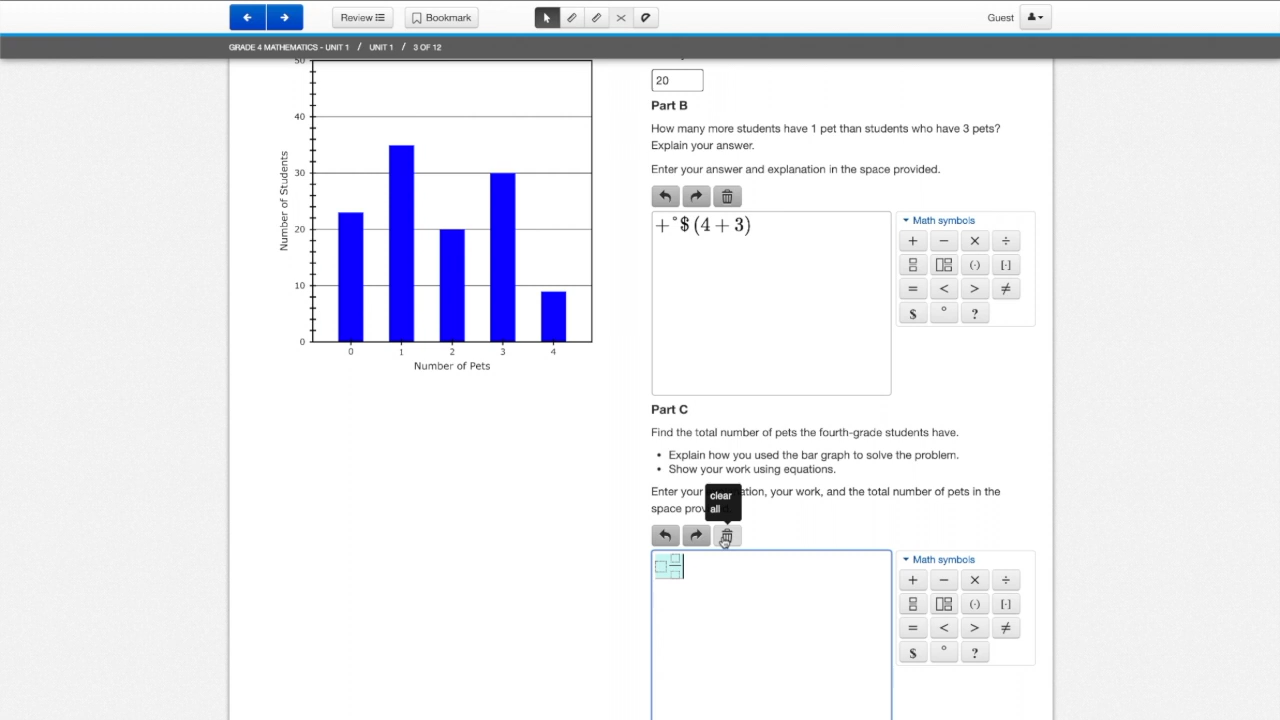 Review
Bookmark
Guest
GRADE 4 MATHEMATICS - UNIT 1 / UNIT 1 / 3 OF 12
50
40
30
20
10
0
Number of Students
0 1 2 3 4
Number of Pets
20
Part B
How many more students have 1 pet than students who have 3 pets?
Explain your answer.
Enter your answer and explanation in the space provided.
+°$(4+3)
Math symbols
+ − × ÷
(·) [·]
= < > ≠
$ ° ?
Part C
Find the total number of pets the fourth-grade students have.
• Explain how you used the bar graph to solve the problem.
• Show your work using equations.
Enter your ation, your work, and the total number of pets in the
space prov
clear
all
Math symbols
+ − × ÷
(·) [·]
= < > ≠
$ ° ?